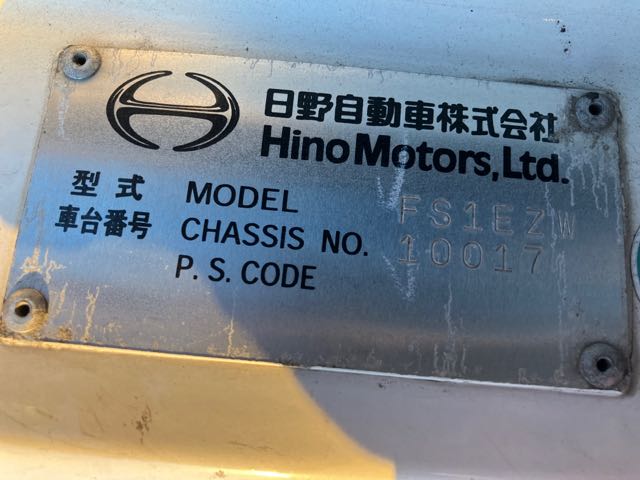 日野自動車株式会社
Hino Motors, Ltd.
型式 MODEL FS1EZW
車台番号 CHASSIS NO. 10017
P.S. CODE